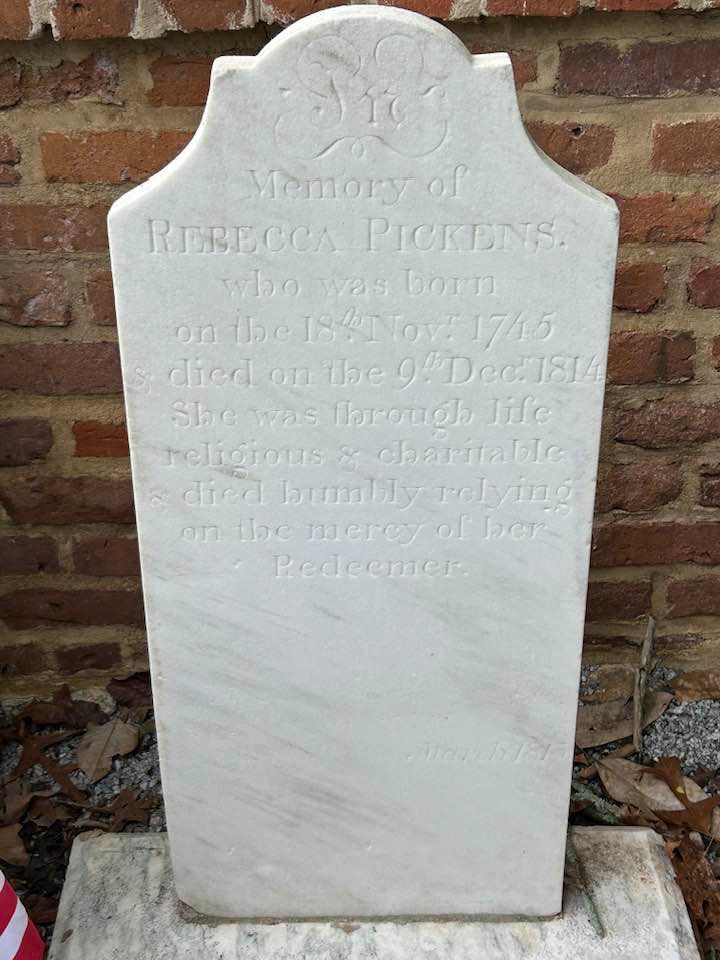 In
Memory of
REBECCA PICKENS.
who was born
on the 18th Novr. 1745
& died on the 9th Decr. 1814
She was through life
religious & charitable
& died humbly relying
on the mercy of her
Redeemer.